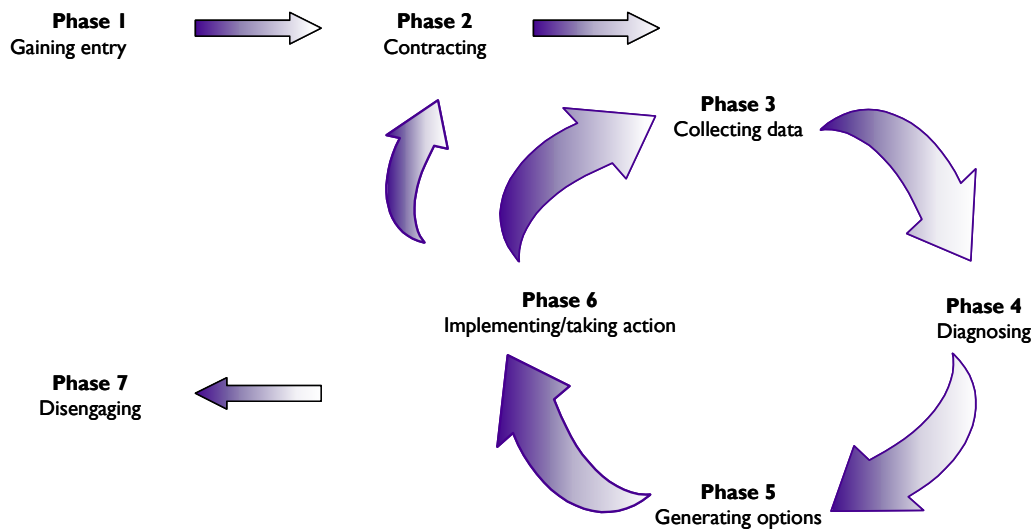 Phase 1
Gaining entry
Phase 2
Contracting
Phase 3
Collecting data
Phase 4
Diagnosing
Phase 5
Generating options
Phase 6
Implementing/taking action
Phase 7
Disengaging